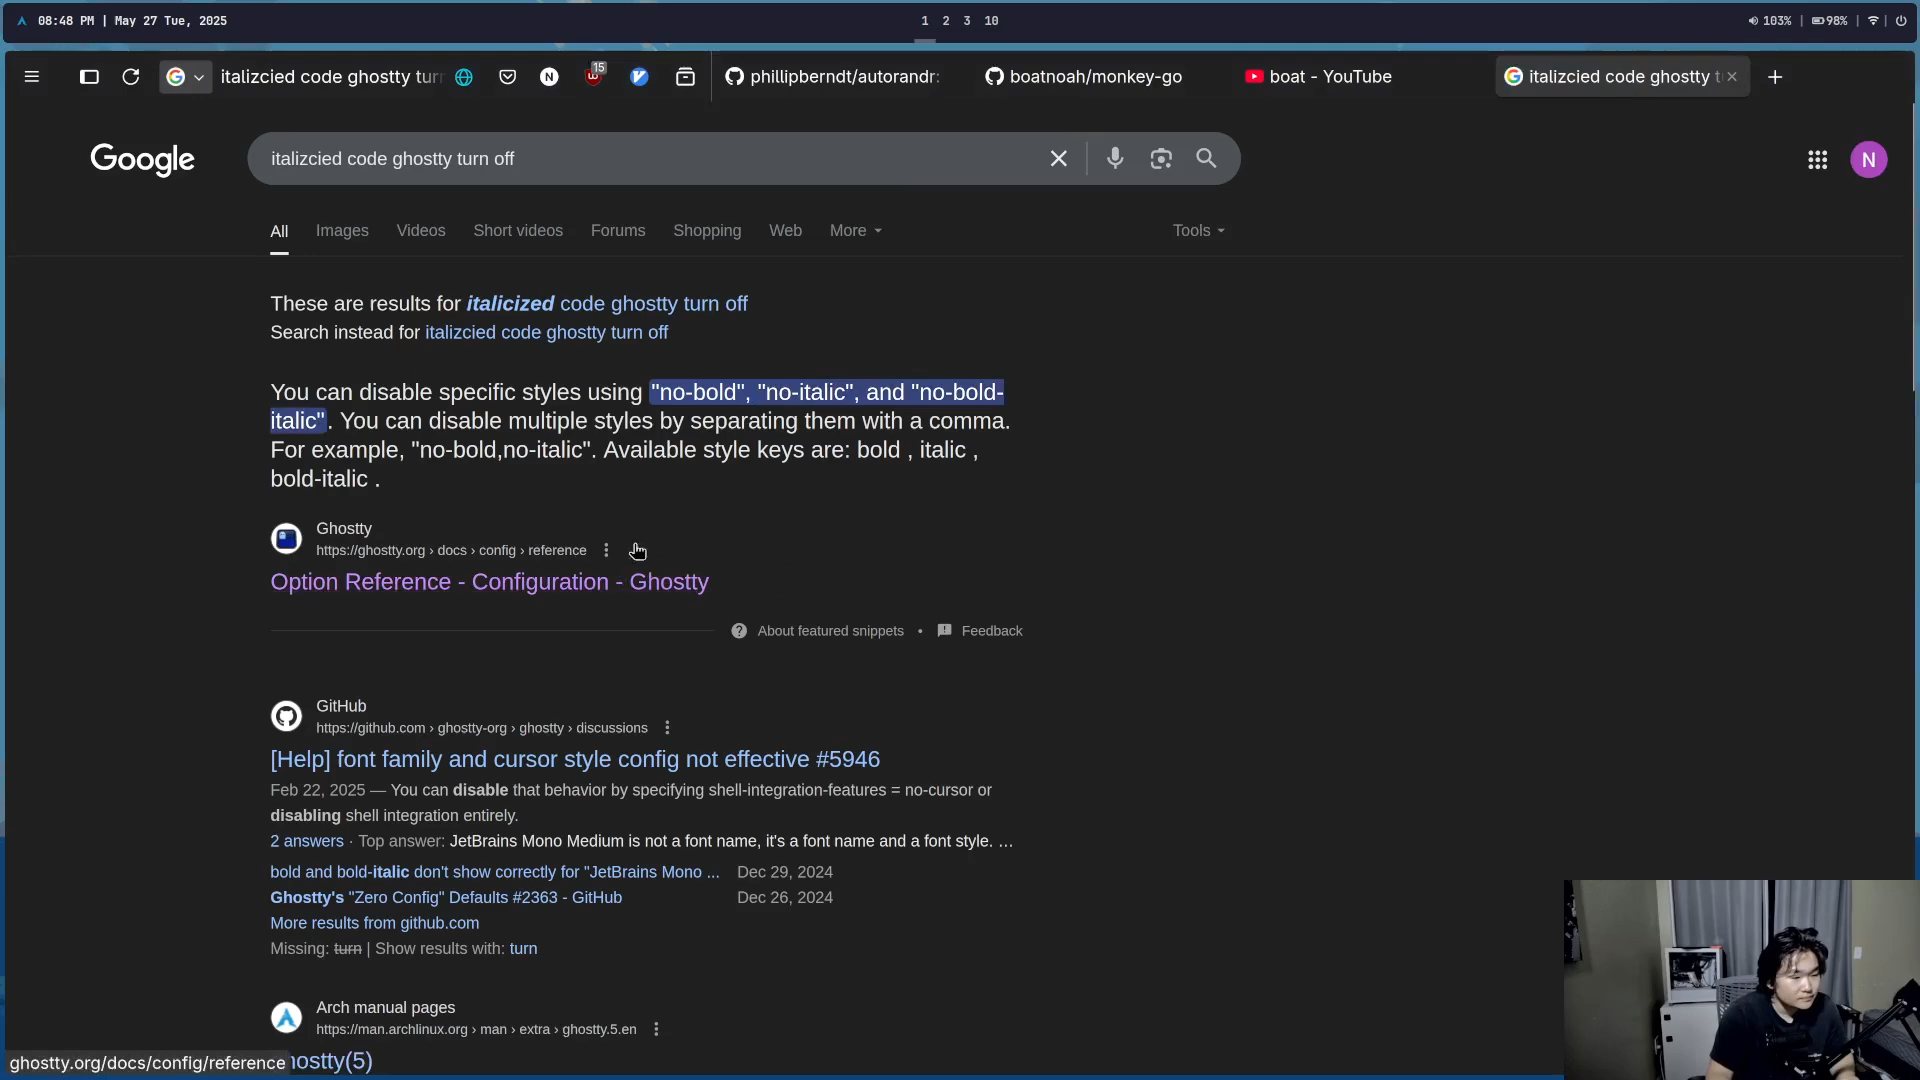 08:48 PM | May 27 Tue, 2025
1 2 3 10
103% | 98%
italizcied code ghostty tur
15
phillipberndt/autorandr:
boatnoah/monkey-go
boat - YouTube
italizcied code ghostty t
Google
italizcied code ghostty turn off
N
All
Images
Videos
Short videos
Forums
Shopping
Web
More
Tools
These are results for italicized code ghostty turn off
Search instead for italizcied code ghostty turn off
You can disable specific styles using "no-bold", "no-italic", and "no-bold-
italic". You can disable multiple styles by separating them with a comma.
For example, "no-bold,no-italic". Available style keys are: bold , italic ,
bold-italic .
Ghostty
https://ghostty.org › docs › config › reference
Option Reference - Configuration - Ghostty
About featured snippets • Feedback
GitHub
https://github.com › ghostty-org › ghostty › discussions
[Help] font family and cursor style config not effective #5946
Feb 22, 2025 — You can disable that behavior by specifying shell-integration-features = no-cursor or
disabling shell integration entirely.
2 answers · Top answer: JetBrains Mono Medium is not a font name, it's a font name and a font style. …
bold and bold-italic don't show correctly for "JetBrains Mono ... Dec 29, 2024
Ghostty's "Zero Config" Defaults #2363 - GitHub Dec 26, 2024
More results from github.com
Missing: turn | Show results with: turn
Arch manual pages
https://man.archlinux.org › man › extra › ghostty.5.en
hostty(5)
ghostty.org/docs/config/reference